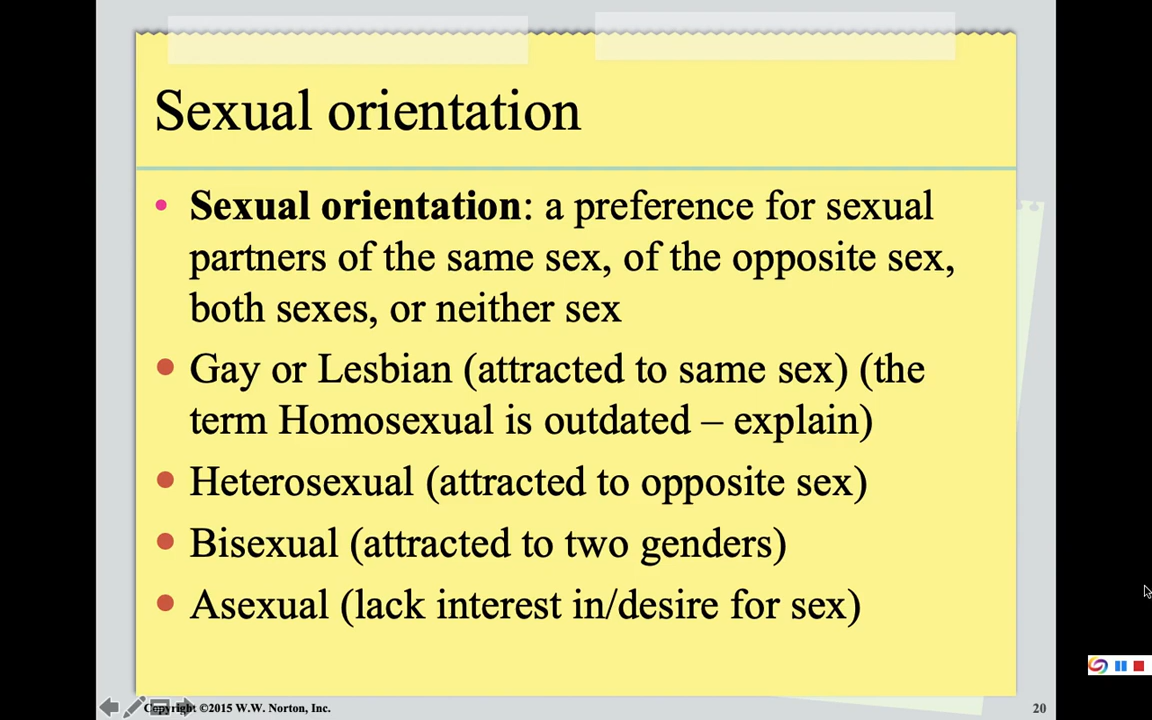 Sexual orientation
• Sexual orientation: a preference for sexual
partners of the same sex, of the opposite sex,
both sexes, or neither sex
• Gay or Lesbian (attracted to same sex) (the
term Homosexual is outdated – explain)
• Heterosexual (attracted to opposite sex)
• Bisexual (attracted to two genders)
• Asexual (lack interest in/desire for sex)
Copyright ©2015 W.W. Norton, Inc.
20